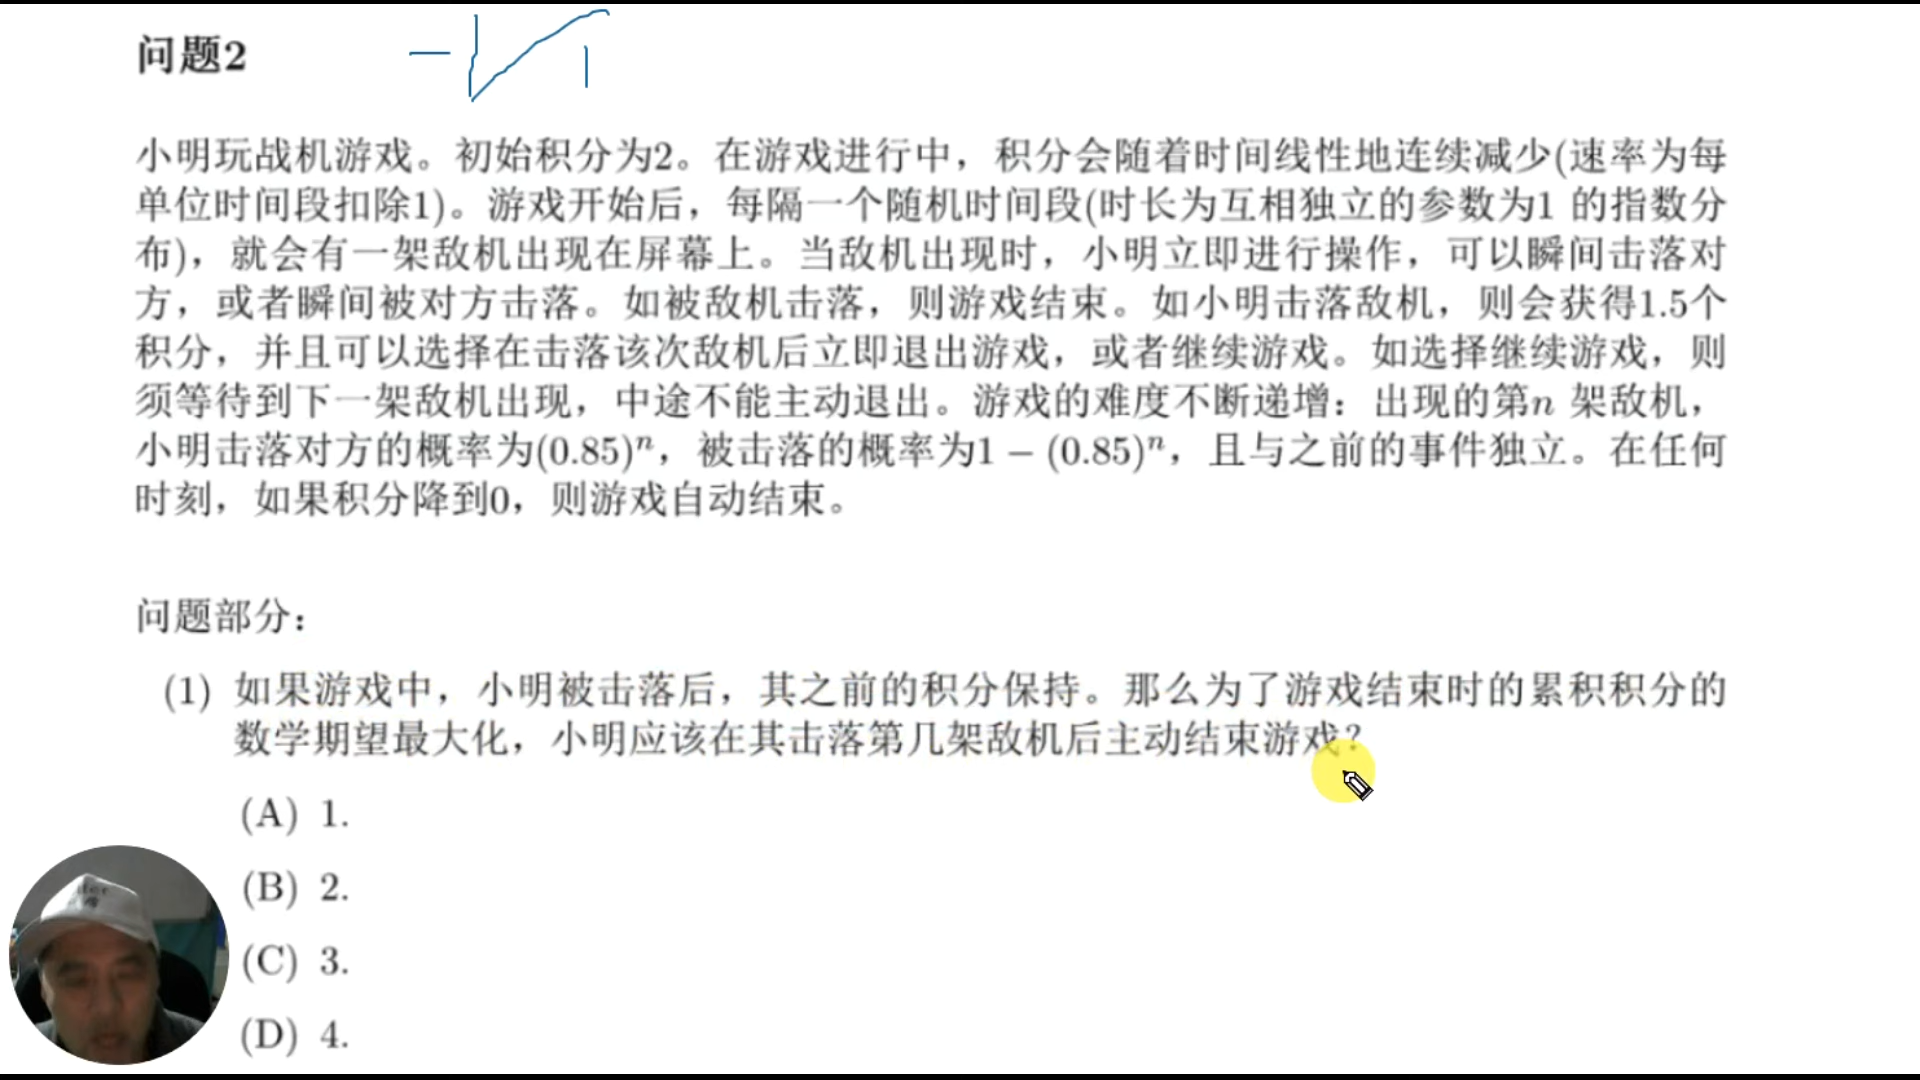 问题2
小明玩战机游戏。初始积分为2。在游戏进行中，积分会随着时间线性地连续减少(速率为每
单位时间段扣除1)。游戏开始后，每隔一个随机时间段(时长为互相独立的参数为1 的指数分
布)，就会有一架敌机出现在屏幕上。当敌机出现时，小明立即进行操作，可以瞬间击落对
方，或者瞬间被对方击落。如被敌机击落，则游戏结束。如小明击落敌机，则会获得1.5个
积分，并且可以选择在击落该次敌机后立即退出游戏，或者继续游戏。如选择继续游戏，则
须等待到下一架敌机出现，中途不能主动退出。游戏的难度不断递增：出现的第n 架敌机，
小明击落对方的概率为(0.85)ⁿ，被击落的概率为1 − (0.85)ⁿ，且与之前的事件独立。在任何
时刻，如果积分降到0，则游戏自动结束。
问题部分：
(1) 如果游戏中，小明被击落后，其之前的积分保持。那么为了游戏结束时的累积积分的
数学期望最大化，小明应该在其击落第几架敌机后主动结束游戏？
(A) 1.
(B) 2.
(C) 3.
(D) 4.